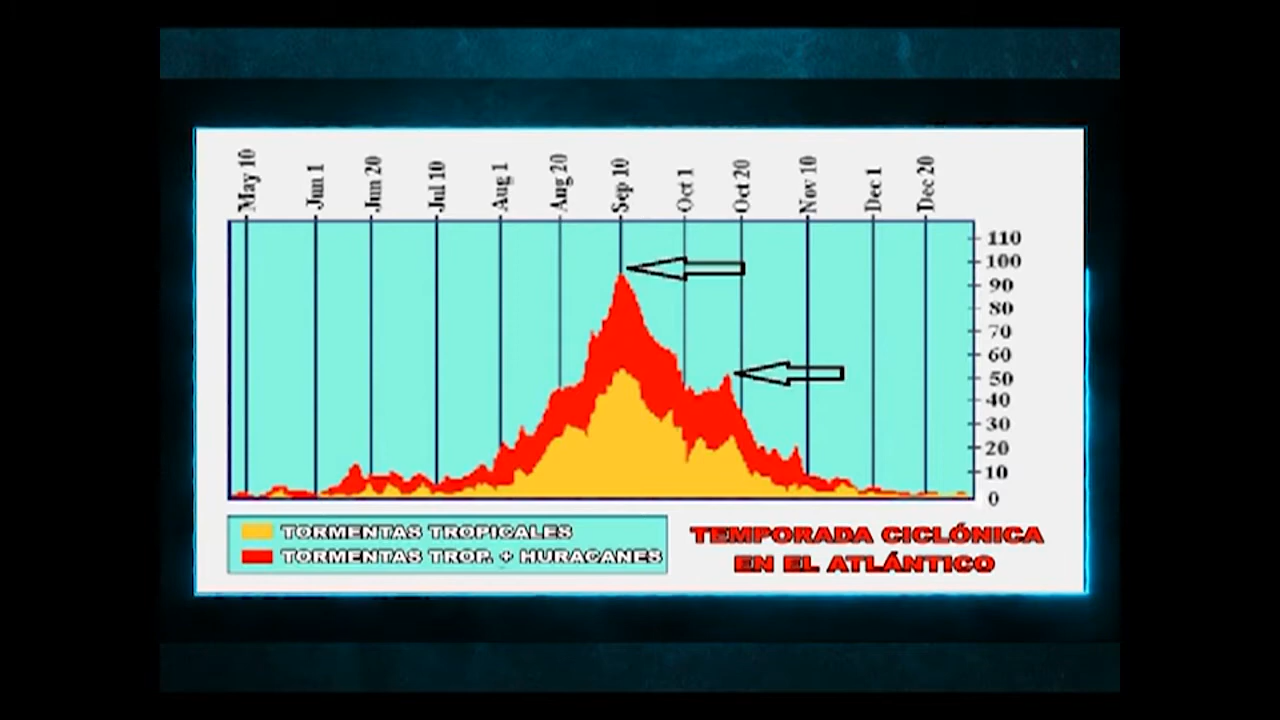 May 10
Jun 1
Jun 20
Jul 10
Aug 1
Aug 20
Sep 10
Oct 1
Oct 20
Nov 10
Dec 1
Dec 20
110
100
90
80
70
60
50
40
30
20
10
0
TORMENTAS TROPICALES
TORMENTAS TROP. + HURACANES
TEMPORADA CICLÓNICA
EN EL ATLÁNTICO